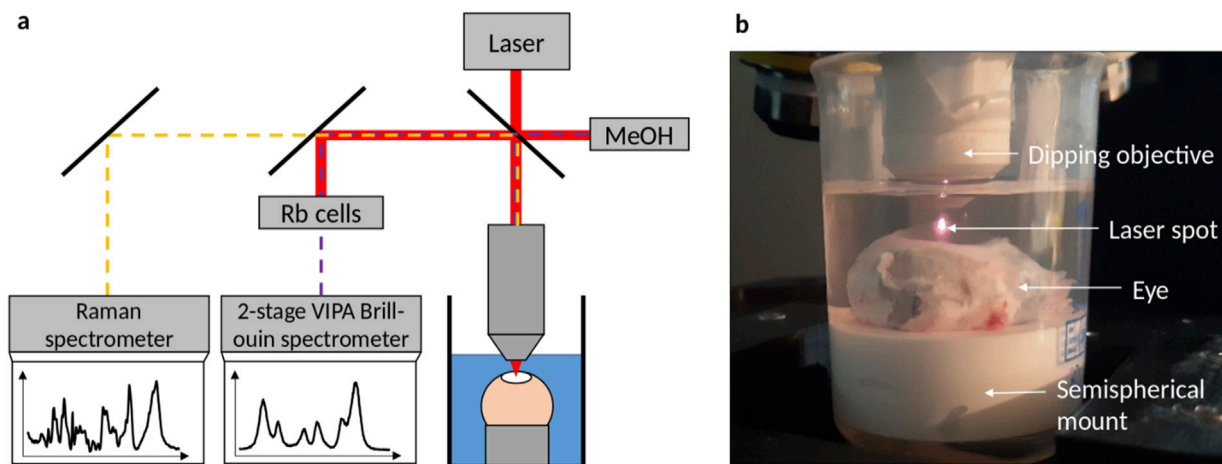 a
Laser
MeOH
Rb cells
Raman
spectrometer
2-stage VIPA Brill-
ouin spectrometer
b
Dipping objective
Laser spot
Eye
Semispherical
mount